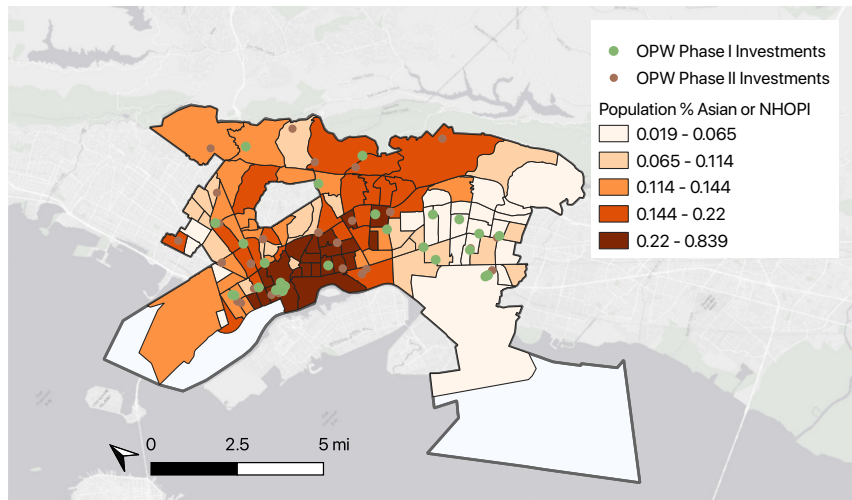 OPW Phase I Investments
OPW Phase II Investments
Population % Asian or NHOPI
0.019 - 0.065
0.065 - 0.114
0.114 - 0.144
0.144 - 0.22
0.22 - 0.839
0 2.5 5 mi